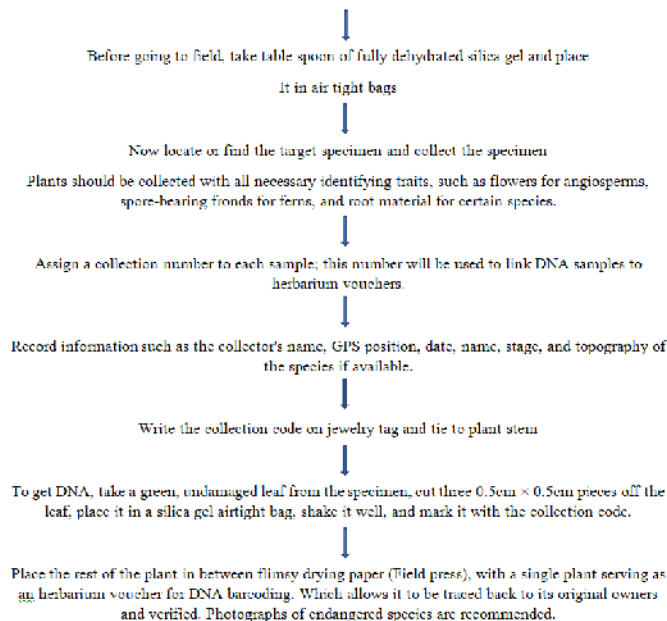 Before going to field, take table spoon of fully dehydrated silica gel and place
It in air tight bags
Now locate or find the target specimen and collect the specimen
Plants should be collected with all necessary identifying traits, such as flowers for angiosperms,
spore-bearing fronds for ferns, and root material for certain species.
Assign a collection number to each sample; this number will be used to link DNA samples to
herbarium vouchers.
Record information such as the collector's name, GPS position, date, name, stage, and topography of
the species if available.
Write the collection code on jewelry tag and tie to plant stem
To get DNA, take a green, undamaged leaf from the specimen, cut three 0.5cm × 0.5cm pieces off the
leaf, place it in a silica gel airtight bag, shake it well, and mark it with the collection code.
Place the rest of the plant in between flimsy drying paper (Field press), with a single plant serving as
an herbarium voucher for DNA barcoding. Which allows it to be traced back to its original owners
and verified. Photographs of endangered species are recommended.